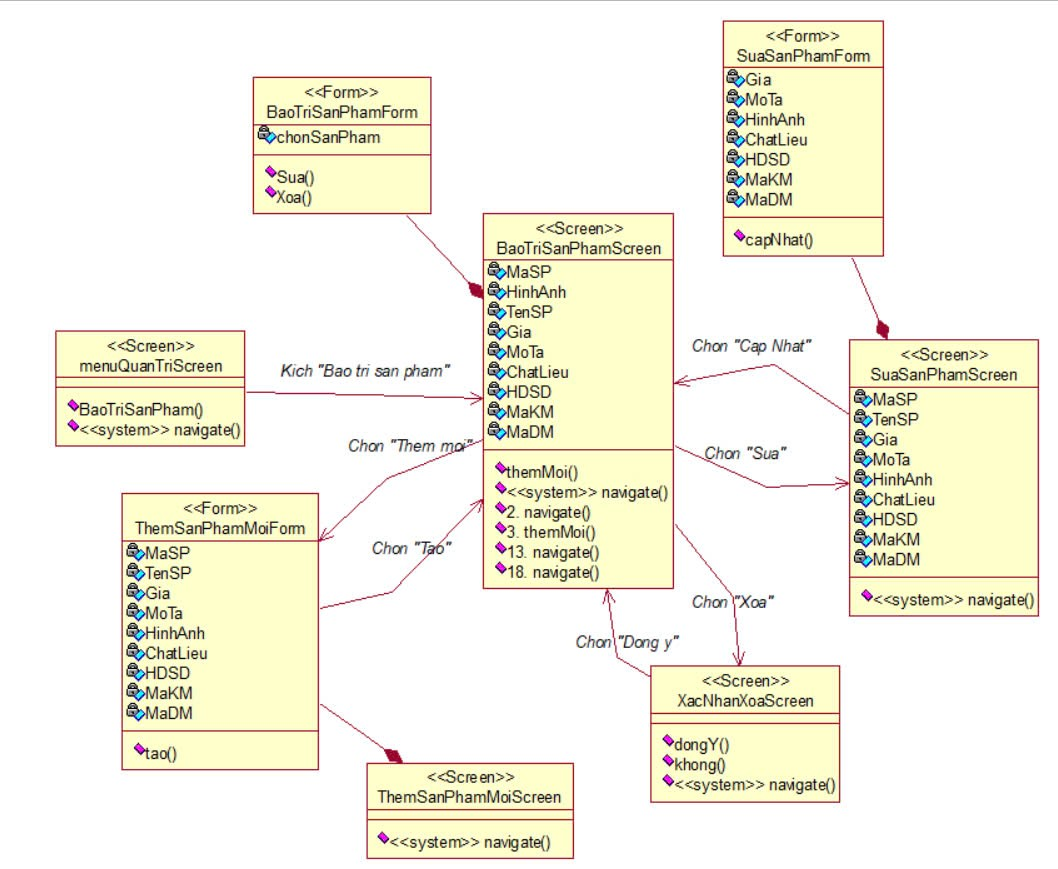 <<Form>>
SuaSanPhamForm
Gia
MoTa
HinhAnh
ChatLieu
HDSD
MaKM
MaDM
capNhat()
<<Form>>
BaoTriSanPhamForm
chonSanPham
Sua()
Xoa()
<<Screen>>
BaoTriSanPhamScreen
MaSP
HinhAnh
TenSP
Gia
MoTa
ChatLieu
HDSD
MaKM
MaDM
themMoi()
<<system>> navigate()
2. navigate()
3. themMoi()
13. navigate()
18. navigate()
<<Screen>>
menuQuanTriScreen
BaoTriSanPham()
<<system>> navigate()
Kich "Bao tri san pham"
Chon "Cap Nhat"
<<Screen>>
SuaSanPhamScreen
MaSP
TenSP
Gia
MoTa
HinhAnh
ChatLieu
HDSD
MaKM
MaDM
<<system>> navigate()
Chon "Them moi"
Chon "Sua"
<<Form>>
ThemSanPhamMoiForm
MaSP
TenSP
Gia
MoTa
HinhAnh
ChatLieu
HDSD
MaKM
MaDM
tao()
Chon "Tao"
Chon "Xoa"
Chon "Dong y"
<<Screen>>
XacNhanXoaScreen
dongY()
khong()
<<system>> navigate()
<<Screen>>
ThemSanPhamMoiScreen
<<system>> navigate()